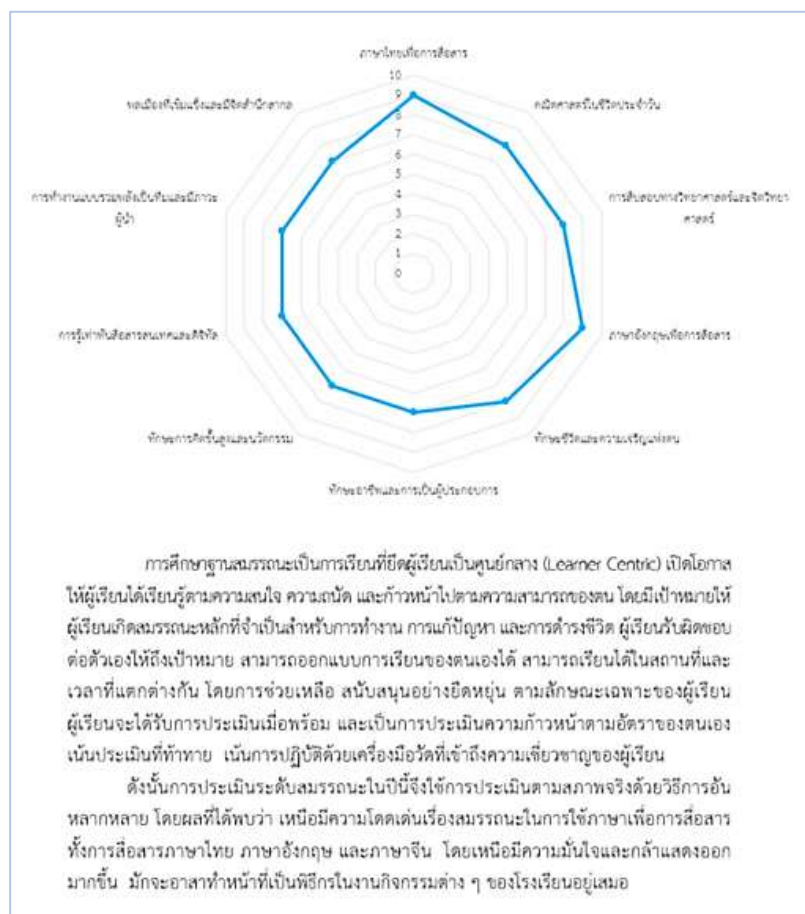 ภาษาไทยเพื่อการสื่อสาร
10
9
8
7
6
5
4
3
2
1
0
คณิตศาสตร์ในชีวิตประจำวัน
การสืบสอบทางวิทยาศาสตร์และจิตวิทยา
ศาสตร์
ภาษาอังกฤษเพื่อการสื่อสาร
ทักษะชีวิตและความเจริญแห่งตน
ทักษะอาชีพและการเป็นผู้ประกอบการ
ทักษะการคิดขั้นสูงและนวัตกรรม
การรู้เท่าทันสื่อสารสนเทศและดิจิทัล
การทำงานแบบรวมพลังเป็นทีมและมีภาวะ
ผู้นำ
พลเมืองที่เข้มแข็งและมีจิตสำนึกสากล
การศึกษาฐานสมรรถนะเป็นการเรียนที่ยึดผู้เรียนเป็นศูนย์กลาง (Learner Centric) เปิดโอกาส
ให้ผู้เรียนได้เรียนรู้ตามความสนใจ ความถนัด และก้าวหน้าไปตามความสามารถของตน โดยมีเป้าหมายให้
ผู้เรียนเกิดสมรรถนะหลักที่จำเป็นสำหรับการทำงาน การแก้ปัญหา และการดำรงชีวิต ผู้เรียนรับผิดชอบ
ต่อตัวเองให้ถึงเป้าหมาย สามารถออกแบบการเรียนของตนเองได้ สามารถเรียนได้ในสถานที่และ
เวลาที่แตกต่างกัน โดยการช่วยเหลือ สนับสนุนอย่างยืดหยุ่น ตามลักษณะเฉพาะของผู้เรียน
ผู้เรียนจะได้รับการประเมินเมื่อพร้อม และเป็นการประเมินความก้าวหน้าตามอัตราของตนเอง
เน้นประเมินที่ท้าทาย เน้นการปฏิบัติด้วยเครื่องมือวัดที่เข้าถึงความเชี่ยวชาญของผู้เรียน
ดังนั้นการประเมินระดับสมรรถนะในปีนี้จึงใช้การประเมินตามสภาพจริงด้วยวิธีการอัน
หลากหลาย โดยผลที่ได้พบว่า เหนือมีความโดดเด่นเรื่องสมรรถนะในการใช้ภาษาเพื่อการสื่อสาร
ทั้งการสื่อสารภาษาไทย ภาษาอังกฤษ และภาษาจีน โดยเหนือมีความมั่นใจและกล้าแสดงออก
มากขึ้น มักจะอาสาทำหน้าที่เป็นพิธีกรในงานกิจกรรมต่าง ๆ ของโรงเรียนอยู่เสมอ